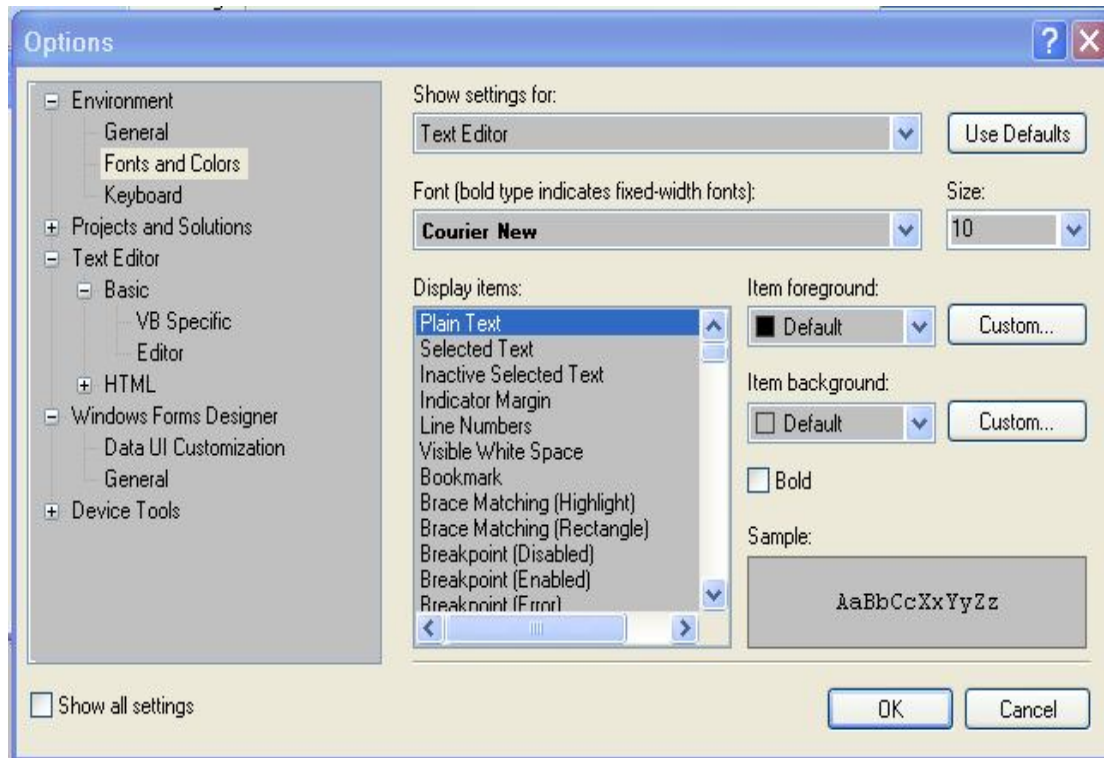 Options
Environment
General
Fonts and Colors
Keyboard
Projects and Solutions
Text Editor
Basic
VB Specific
Editor
HTML
Windows Forms Designer
Data UI Customization
General
Device Tools
Show all settings
Show settings for:
Text Editor
Use Defaults
Font (bold type indicates fixed-width fonts):
Size:
Courier New
10
Display items:
Plain Text
Selected Text
Inactive Selected Text
Indicator Margin
Line Numbers
Visible White Space
Bookmark
Brace Matching (Highlight)
Brace Matching (Rectangle)
Breakpoint (Disabled)
Breakpoint (Enabled)
Breakpoint (Error)
Item foreground:
Default
Custom...
Item background:
Default
Custom...
Bold
Sample:
AaBbCcXxYyZz
OK
Cancel